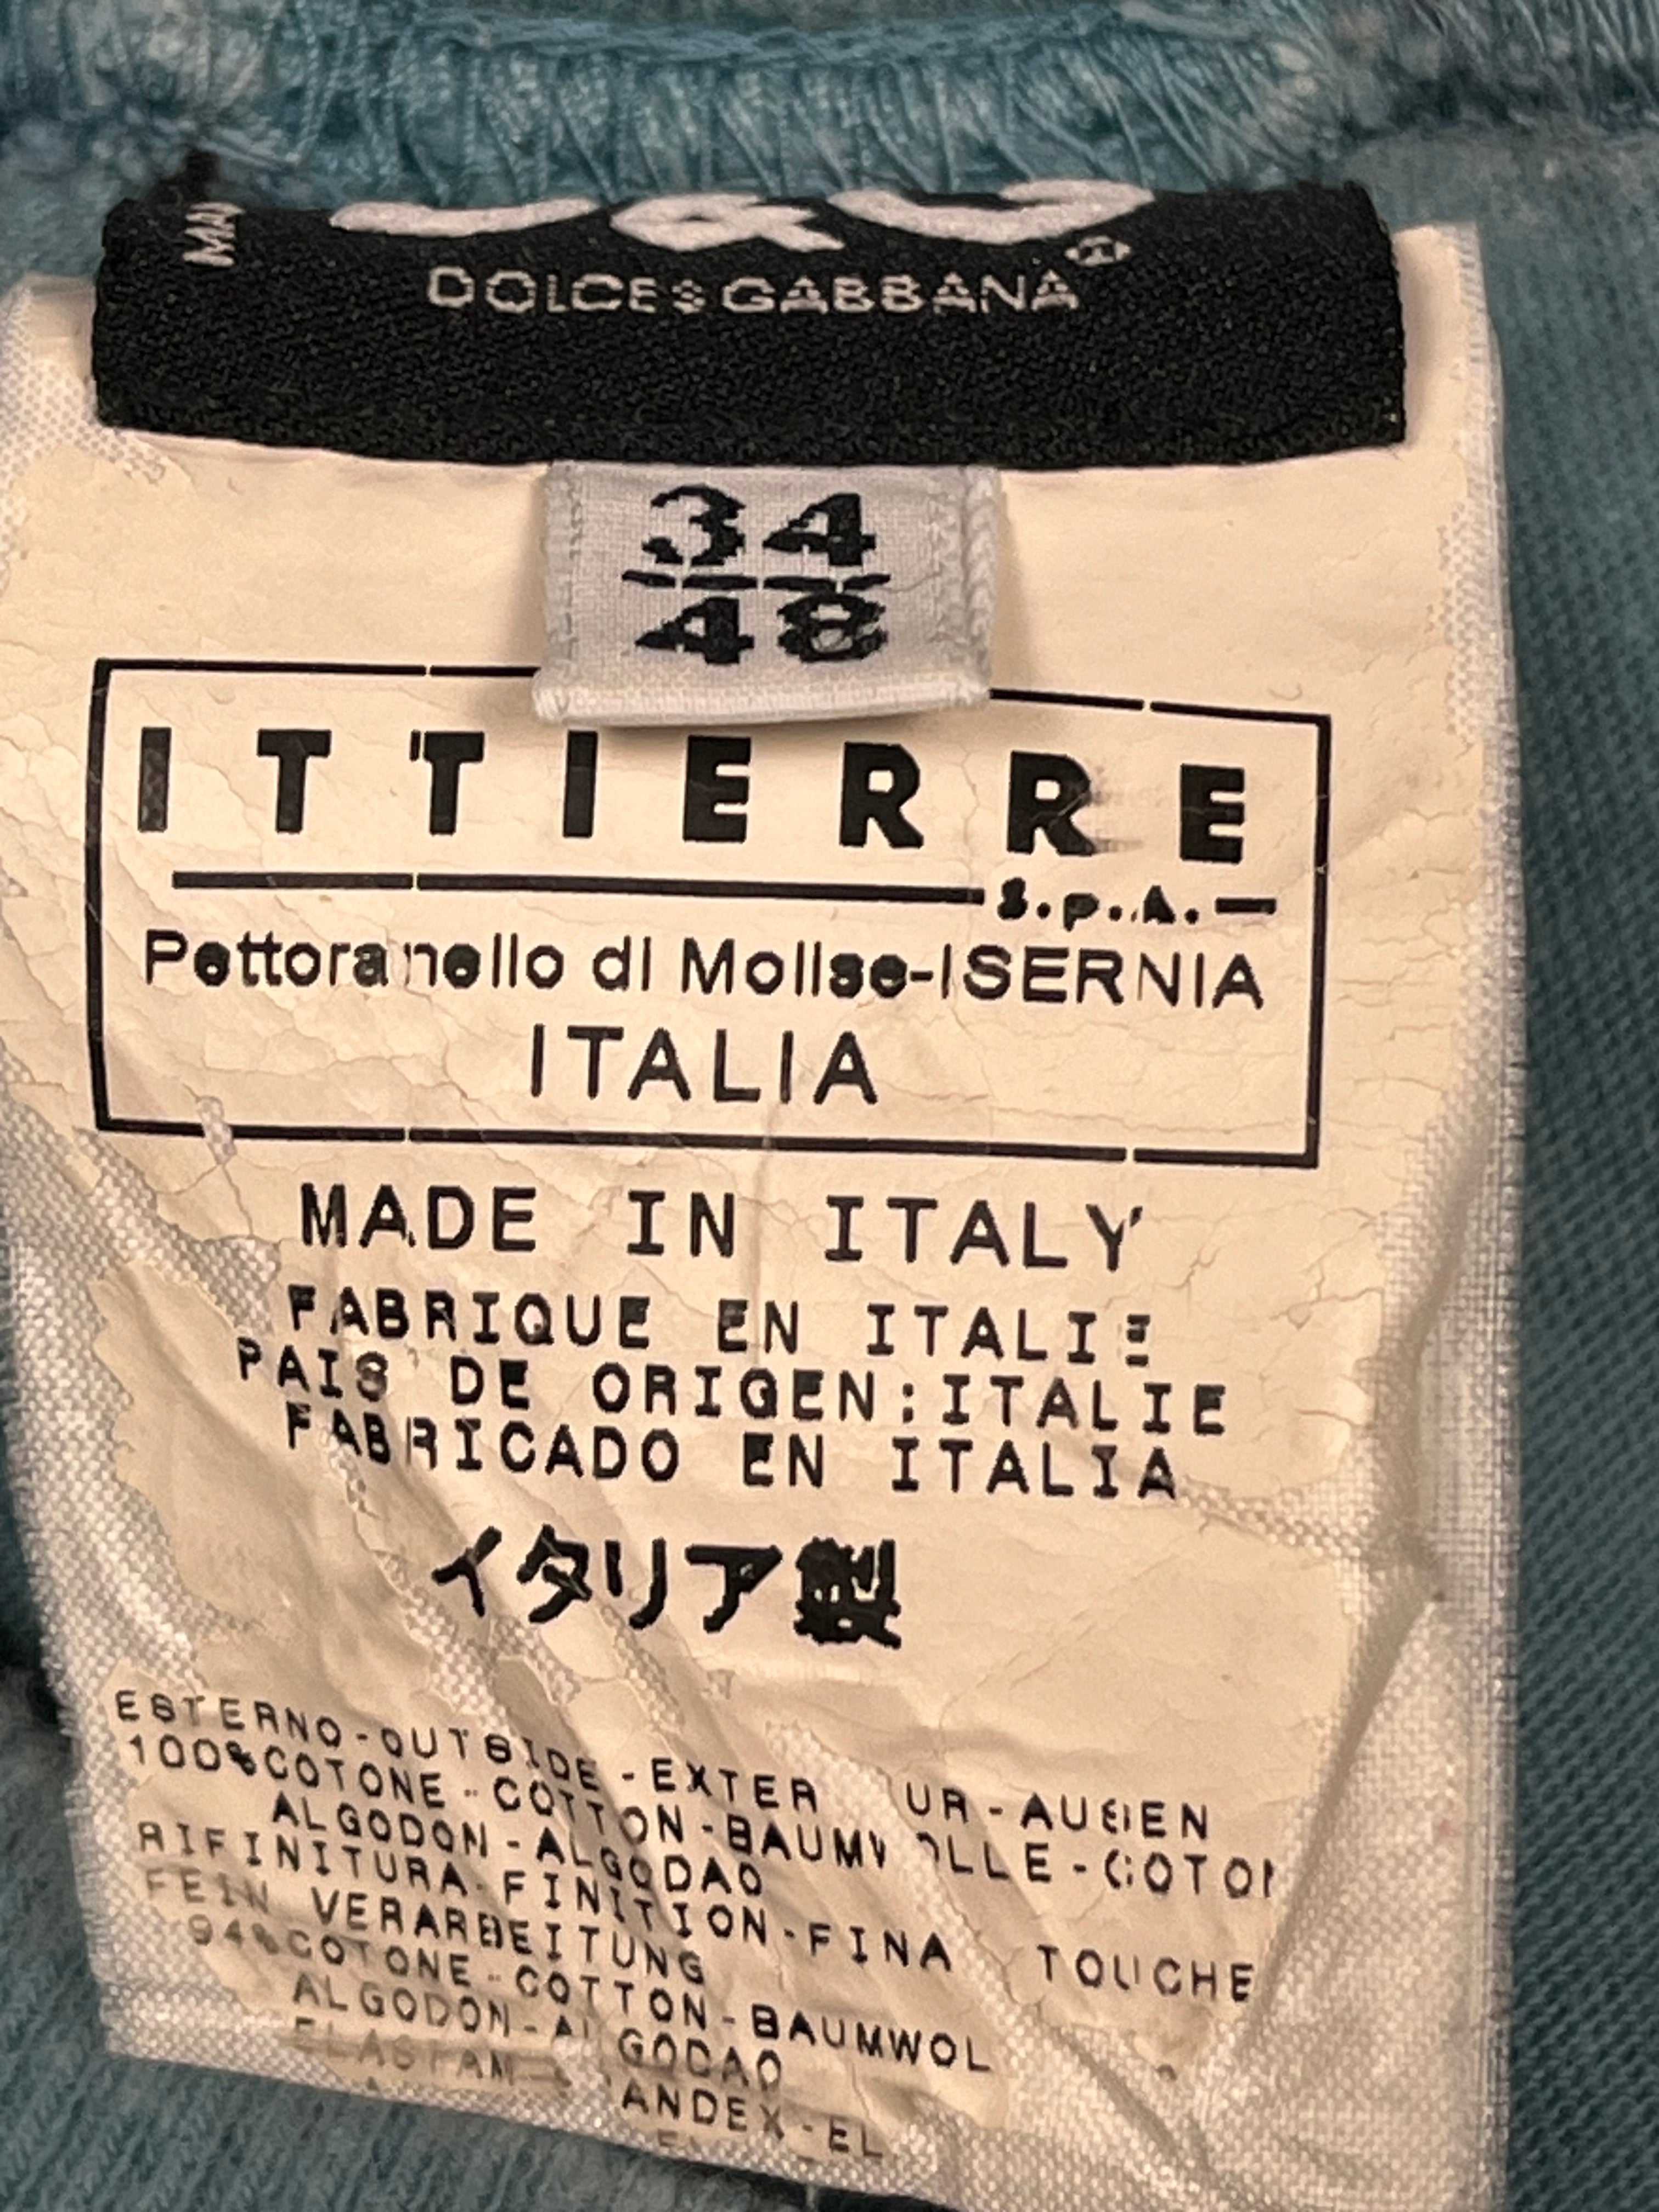 D&G
DOLCE&GABBANA
34
48
ITTIERRE
S.p.A.
Pettoranello di Molise-ISERNIA
ITALIA
MADE IN ITALY
FABRIQUE EN ITALIE
PAIS DE ORIGEN:ITALIE
FABRICADO EN ITALIA
イタリア製
ESTERNO-OUTSIDE-EXTER UR-AUßEN
100%COTONE-COTTON-BAUMWOLLE-COTON
ALGODON-ALGODAO
RIFINITURA-FINITION-FINA TOUCHE
FEIN VERARBEITUNG
94%COTONE-COTTON-BAUMWOL
ALGODON-ALGODAO
ELASTAM ANDEX-EL